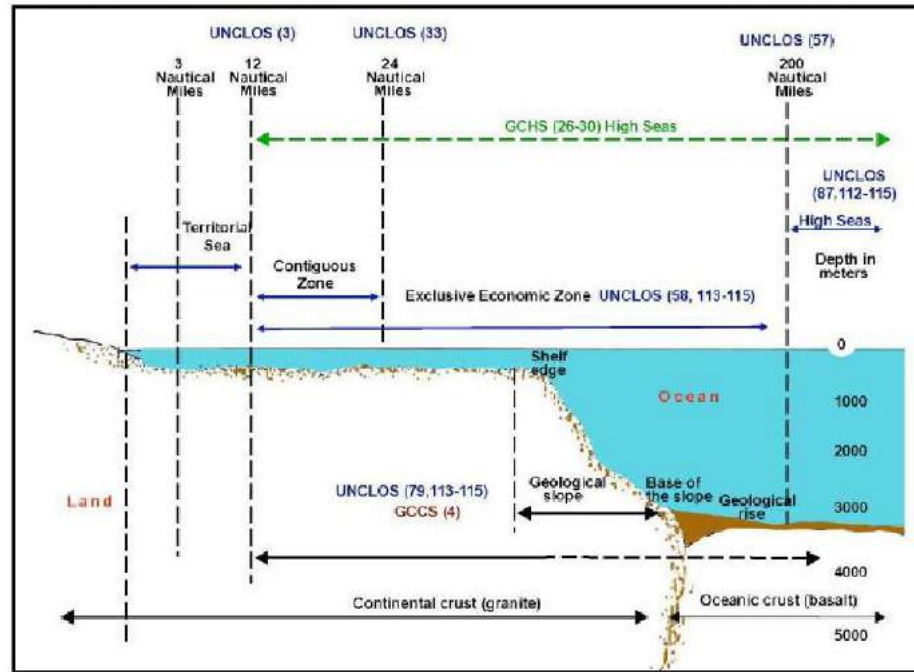 UNCLOS (3)
UNCLOS (33)
UNCLOS (57)
3
Nautical
Miles
12
Nautical
Miles
24
Nautical
Miles
200
Nautical
Miles
GCHS (26-30) High Seas
UNCLOS
(87,112-115)
High Seas
Territorial
Sea
Contiguous
Zone
Depth in
meters
Exclusive Economic Zone UNCLOS (58, 113-115)
0
Shelf
edge
Ocean
1000
2000
Land
UNCLOS (79,113-115)
GCCS (4)
Geological
slope
Base of
the slope
Geological
rise
3000
4000
Continental crust (granite)
Oceanic crust (basalt)
5000